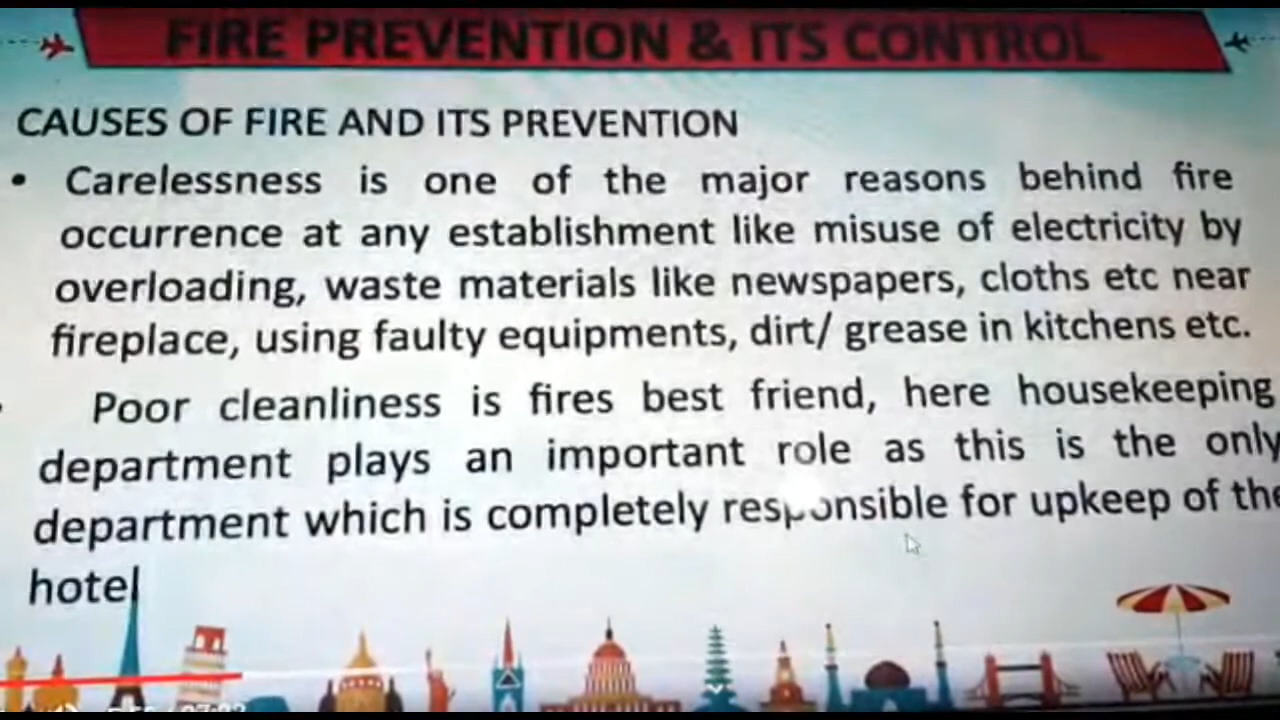 FIRE PREVENTION & ITS CONTROL
CAUSES OF FIRE AND ITS PREVENTION
• Carelessness is one of the major reasons behind fire
occurrence at any establishment like misuse of electricity by
overloading, waste materials like newspapers, cloths etc near
fireplace, using faulty equipments, dirt/ grease in kitchens etc.
Poor cleanliness is fires best friend, here housekeeping
department plays an important role as this is the only
department which is completely responsible for upkeep of the
hotel